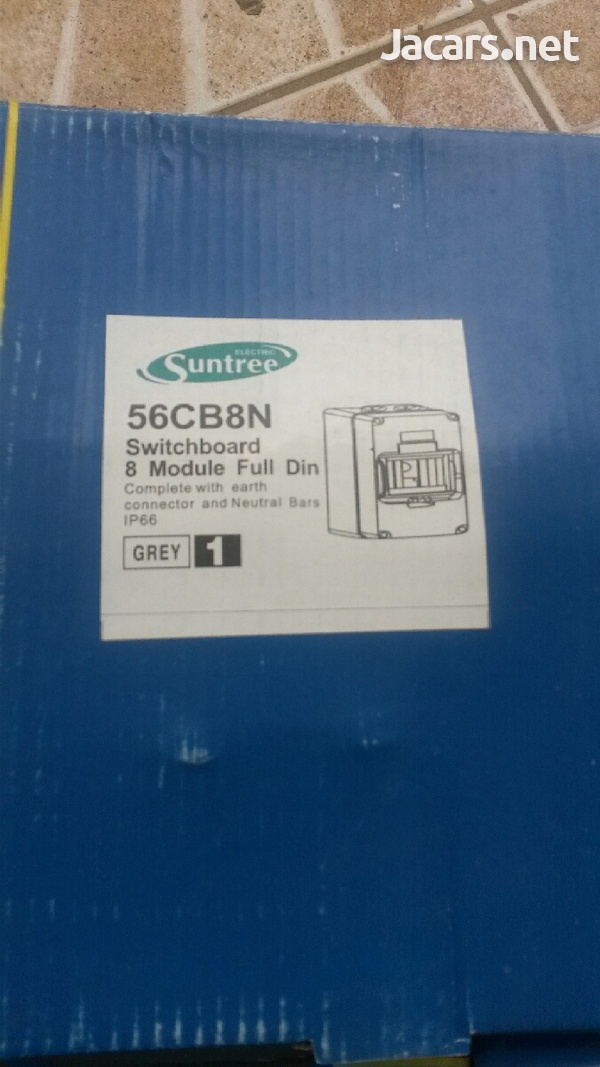 Jacars.net
ELECTRIC
Suntree
56CB8N
Switchboard
8 Module Full Din
Complete with earth
connector and Neutral Bars
IP66
GREY 1